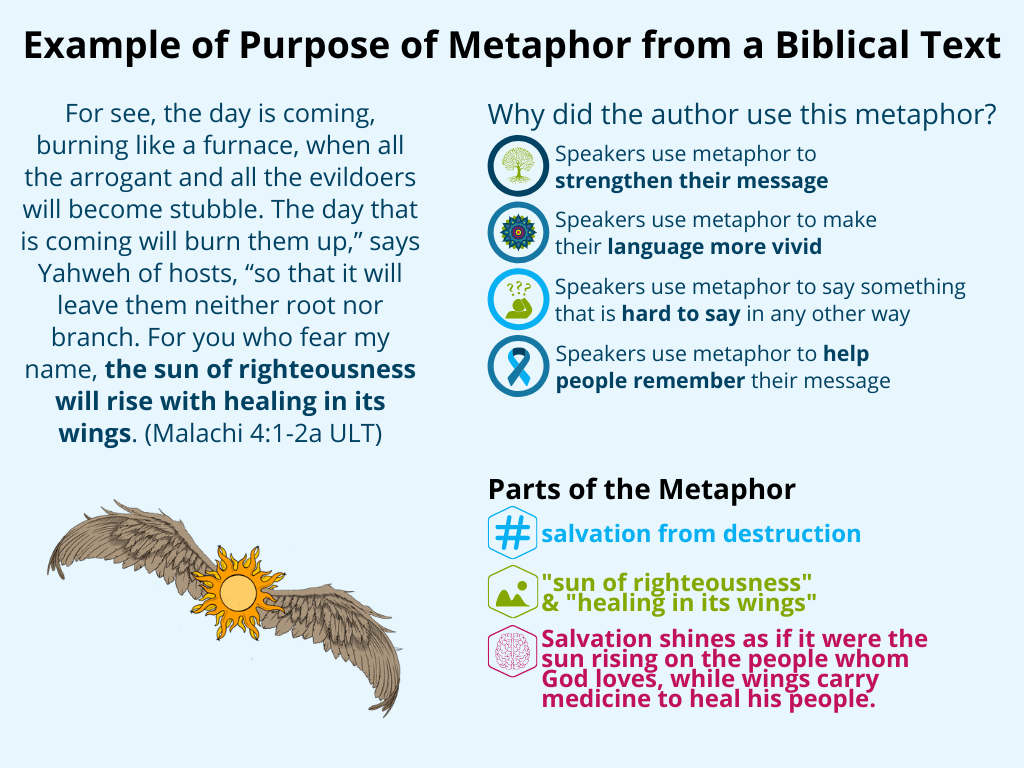 Example of Purpose of Metaphor from a Biblical Text
For see, the day is coming,
burning like a furnace, when all
the arrogant and all the evildoers
will become stubble. The day that
is coming will burn them up,” says
Yahweh of hosts, “so that it will
leave them neither root nor
branch. For you who fear my
name, the sun of righteousness
will rise with healing in its
wings. (Malachi 4:1-2a ULT)
Why did the author use this metaphor?
Speakers use metaphor to
strengthen their message
Speakers use metaphor to make
their language more vivid
???
Speakers use metaphor to say something
that is hard to say in any other way
Speakers use metaphor to help
people remember their message
Parts of the Metaphor
#
salvation from destruction
"sun of righteousness"
& "healing in its wings"
Salvation shines as if it were the
sun rising on the people whom
God loves, while wings carry
medicine to heal his people.